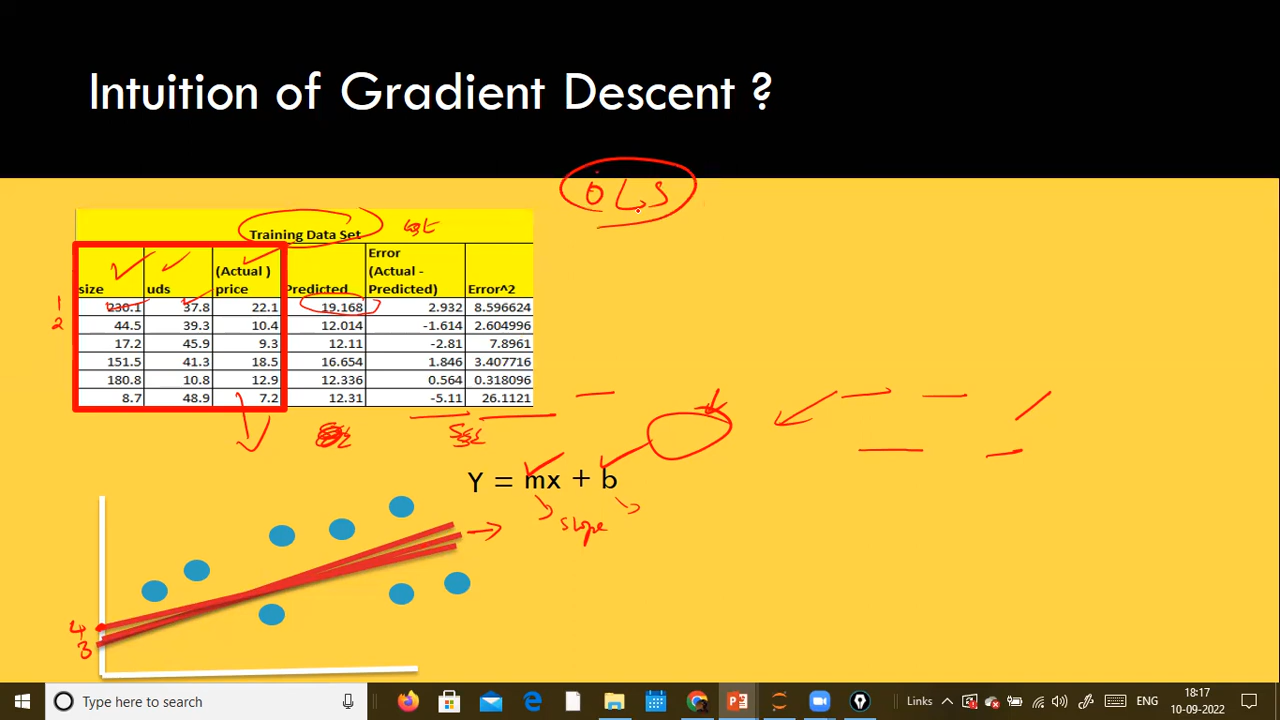 Intuition of Gradient Descent ?
OLS
Training Data Set
size uds (Actual ) price Predicted Error (Actual - Predicted) Error^2
1 230.1 37.8 22.1 19.168 2.932 8.596624
2 44.5 39.3 10.4 12.014 -1.614 2.604996
17.2 45.9 9.3 12.11 -2.81 7.8961
151.5 41.3 18.5 16.654 1.846 3.407716
180.8 10.8 12.9 12.336 0.564 0.318096
8.7 48.9 7.2 12.31 -5.11 26.1121
Y = mx + b
slope
4
3
Type here to search
Links
ENG
18:17
10-09-2022